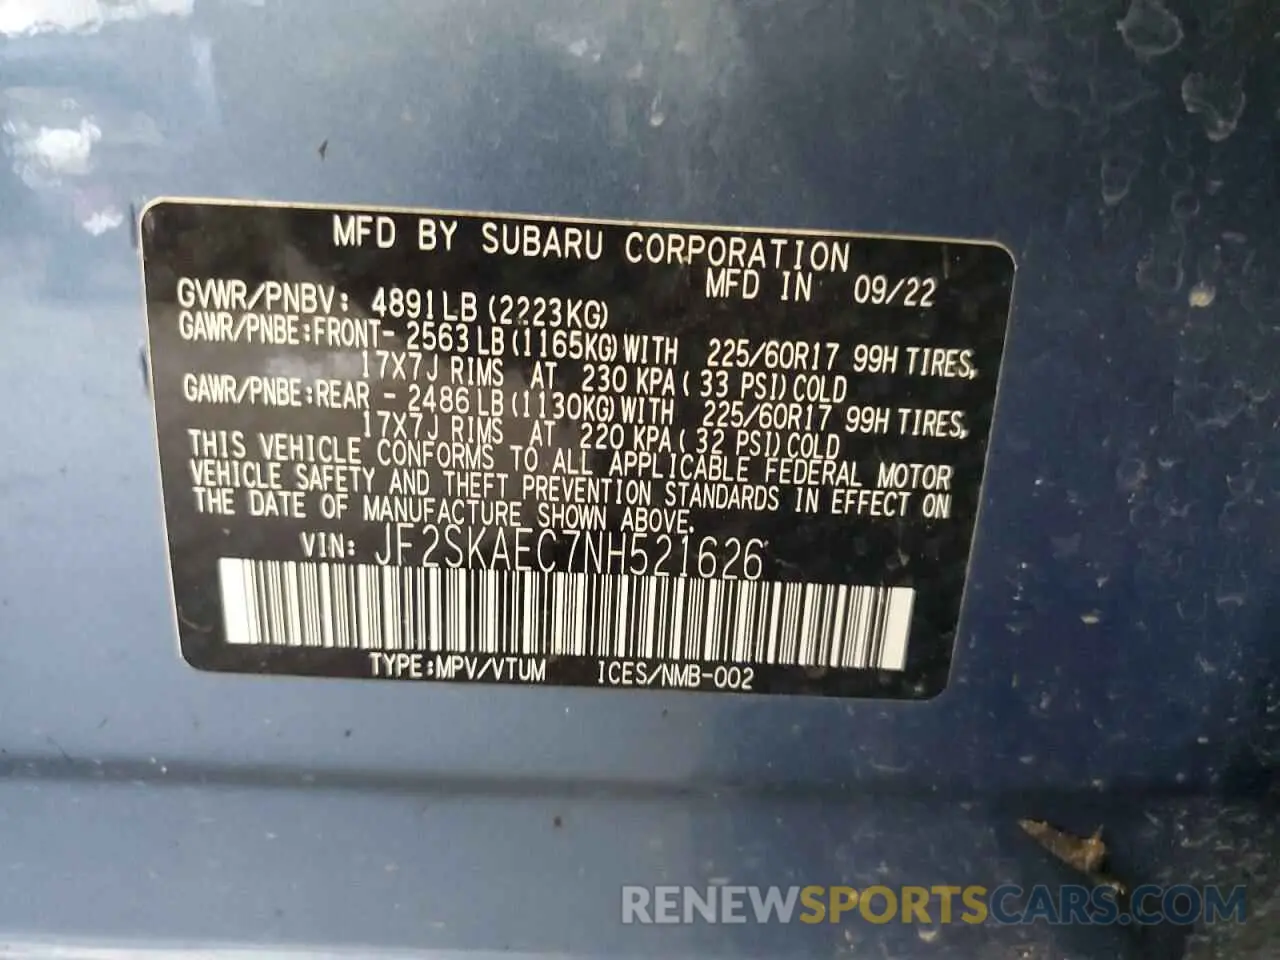 MFD BY SUBARU CORPORATION
MFD IN 09/22
GVWR/PNBV: 4891LB (2223KG)
GAWR/PNBE:FRONT- 2563 LB (1165KG) WITH 225/60R17 99H TIRES,
17X7J RIMS AT 230 KPA ( 33 PSI) COLD
GAWR/PNBE:REAR - 2486 LB (1130KG) WITH 225/60R17 99H TIRES,
17X7J RIMS AT 220 KPA ( 32 PSI) COLD
THIS VEHICLE CONFORMS TO ALL APPLICABLE FEDERAL MOTOR
VEHICLE SAFETY AND THEFT PREVENTION STANDARDS IN EFFECT ON
THE DATE OF MANUFACTURE SHOWN ABOVE.
VIN: JF2SKAEC7NH521626
TYPE:MPV/VTUM ICES/NMB-002
RENEWSPORTSCARS.COM